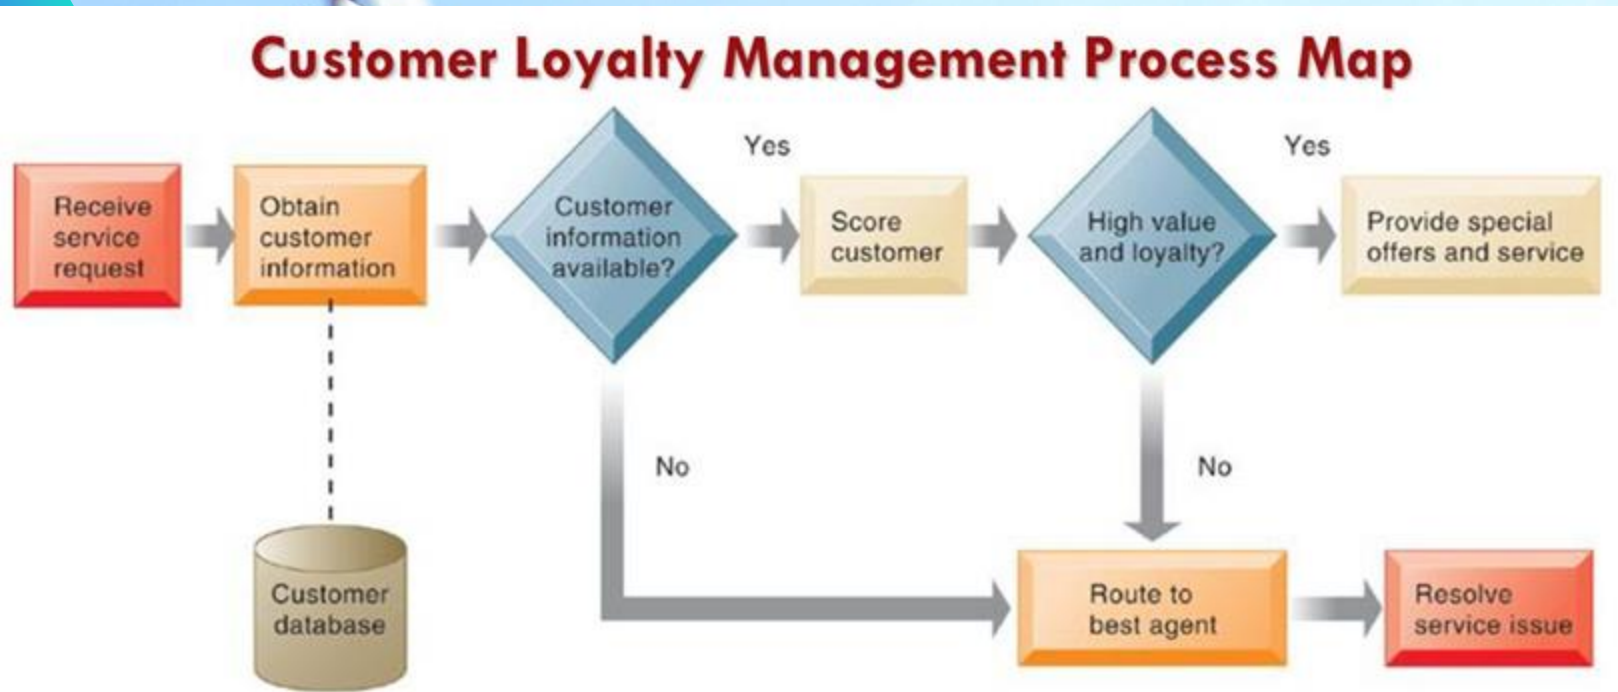 Customer Loyalty Management Process Map
Receive
service
request
Obtain
customer
information
Customer
information
available?
Yes
Score
customer
High value
and loyalty?
Yes
Provide special
offers and service
No
No
Customer
database
Route to
best agent
Resolve
service issue